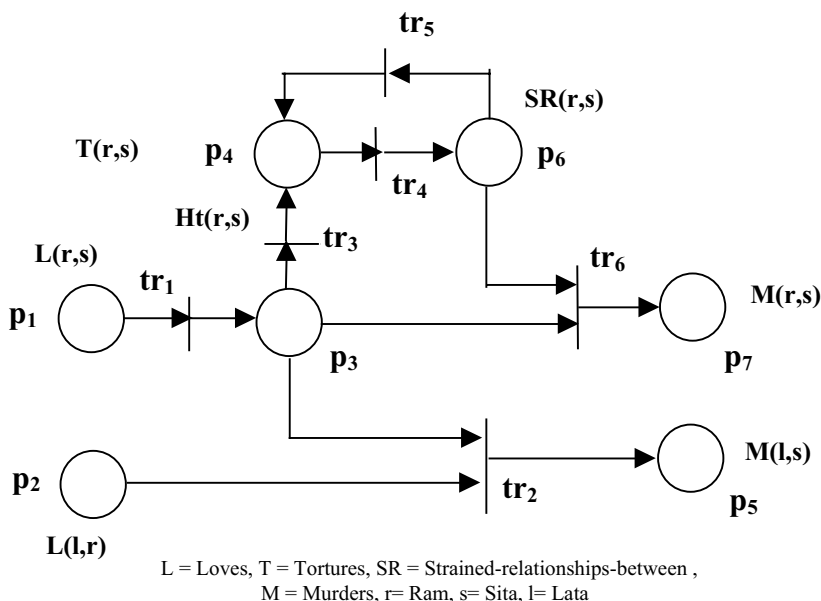 tr₅
SR(r,s)
T(r,s)
p₄
p₆
tr₄
Ht(r,s)
tr₃
L(r,s)
tr₁
tr₆
M(r,s)
p₁
p₃
p₇
p₂
M(l,s)
tr₂
p₅
L(l,r)
L = Loves, T = Tortures, SR = Strained-relationships-between ,
M = Murders, r= Ram, s= Sita, l= Lata